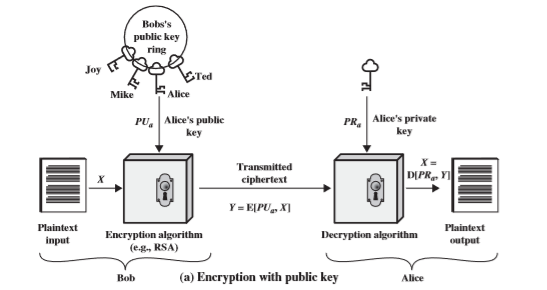 Bobs's
public key
ring
Joy
Ted
Mike
Alice
PUa
Alice's public
key
PRa
Alice's private
key
X
Transmitted
ciphertext
X =
D[PRa, Y]
Y = E[PUa, X]
Plaintext
input
Encryption algorithm
(e.g., RSA)
Decryption algorithm
Plaintext
output
Bob
(a) Encryption with public key
Alice